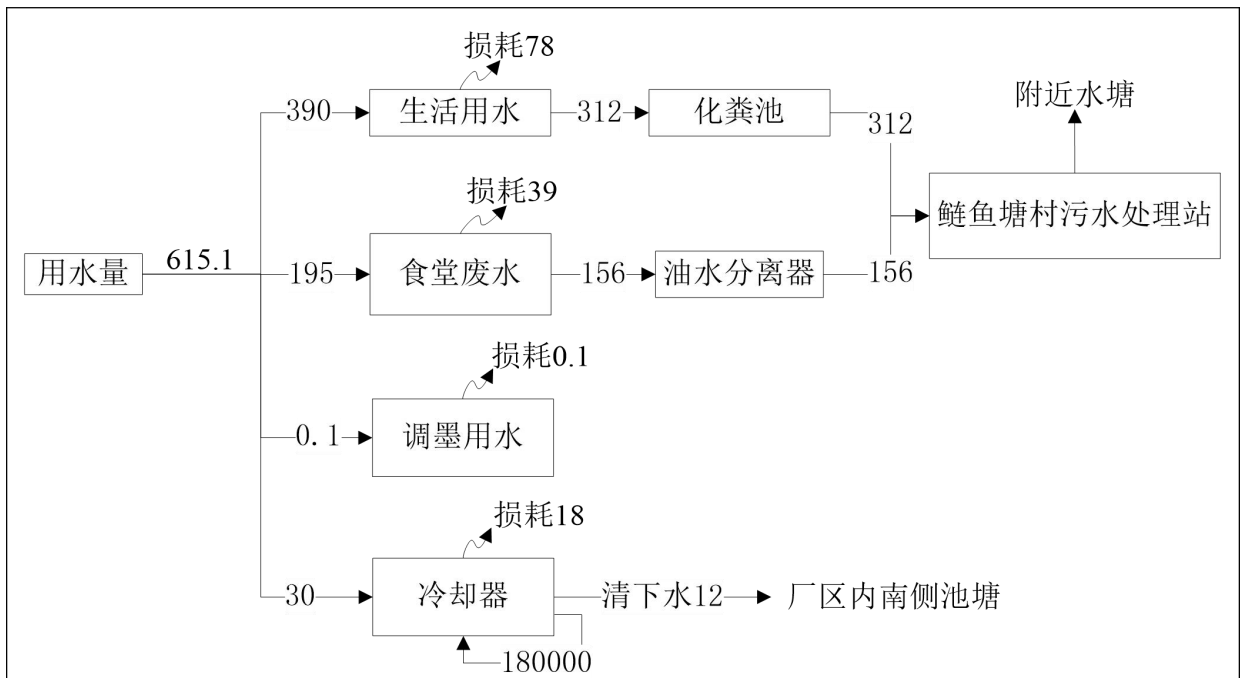 损耗78
390
生活用水
312
化粪池
312
附近水塘
鲢鱼塘村污水处理站
损耗39
用水量
615.1
195
食堂废水
156
油水分离器
156
损耗0.1
0.1
调墨用水
损耗18
30
冷却器
清下水12
厂区内南侧池塘
180000